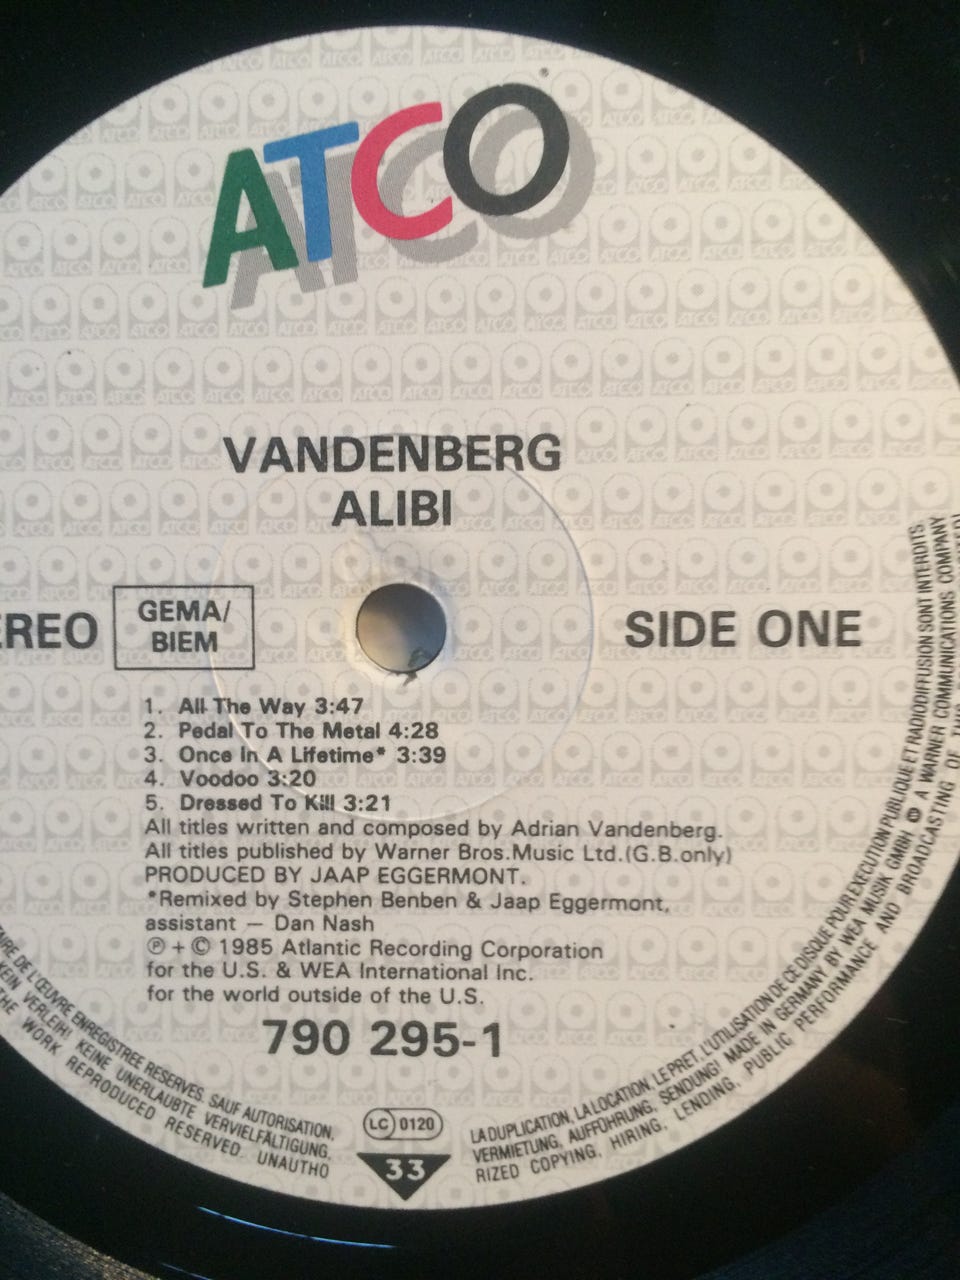 ATCO
VANDENBERG
ALIBI
EREO
GEMA/
BIEM
SIDE ONE
1. All The Way 3:47
2. Pedal To The Metal 4:28
3. Once In A Lifetime* 3:39
4. Voodoo 3:20
5. Dressed To Kill 3:21
All titles written and composed by Adrian Vandenberg.
All titles published by Warner Bros.Music Ltd.(G.B.only)
PRODUCED BY JAAP EGGERMONT.
*Remixed by Stephen Benben & Jaap Eggermont,
assistant — Dan Nash
℗ + © 1985 Atlantic Recording Corporation
for the U.S. & WEA International Inc.
for the world outside of the U.S.
790 295-1
LC 0120
33
AIRE DE L'ŒUVRE ENREGISTREE RESERVES. SAUF AUTORISATION,
KEIN VERLEIH! KEINE UNERLAUBTE VERVIELFÄLTIGUNG,
THE WORK REPRODUCED RESERVED. UNAUTHO
LA DUPLICATION, LA LOCATION, LE PRET, L'UTILISATION DE CE DISQUE POUR EXECUTION PUBLIQUE ET RADIODIFFUSION SONT INTERDITS
VERMIETUNG, AUFFÜHRUNG, SENDUNG! MADE IN GERMANY BY WEA MUSIK GMBH A WARNER COMMUNICATIONS COMPANY
RIZED COPYING, HIRING, LENDING, PUBLIC PERFORMANCE AND BROADCASTING OF THIS